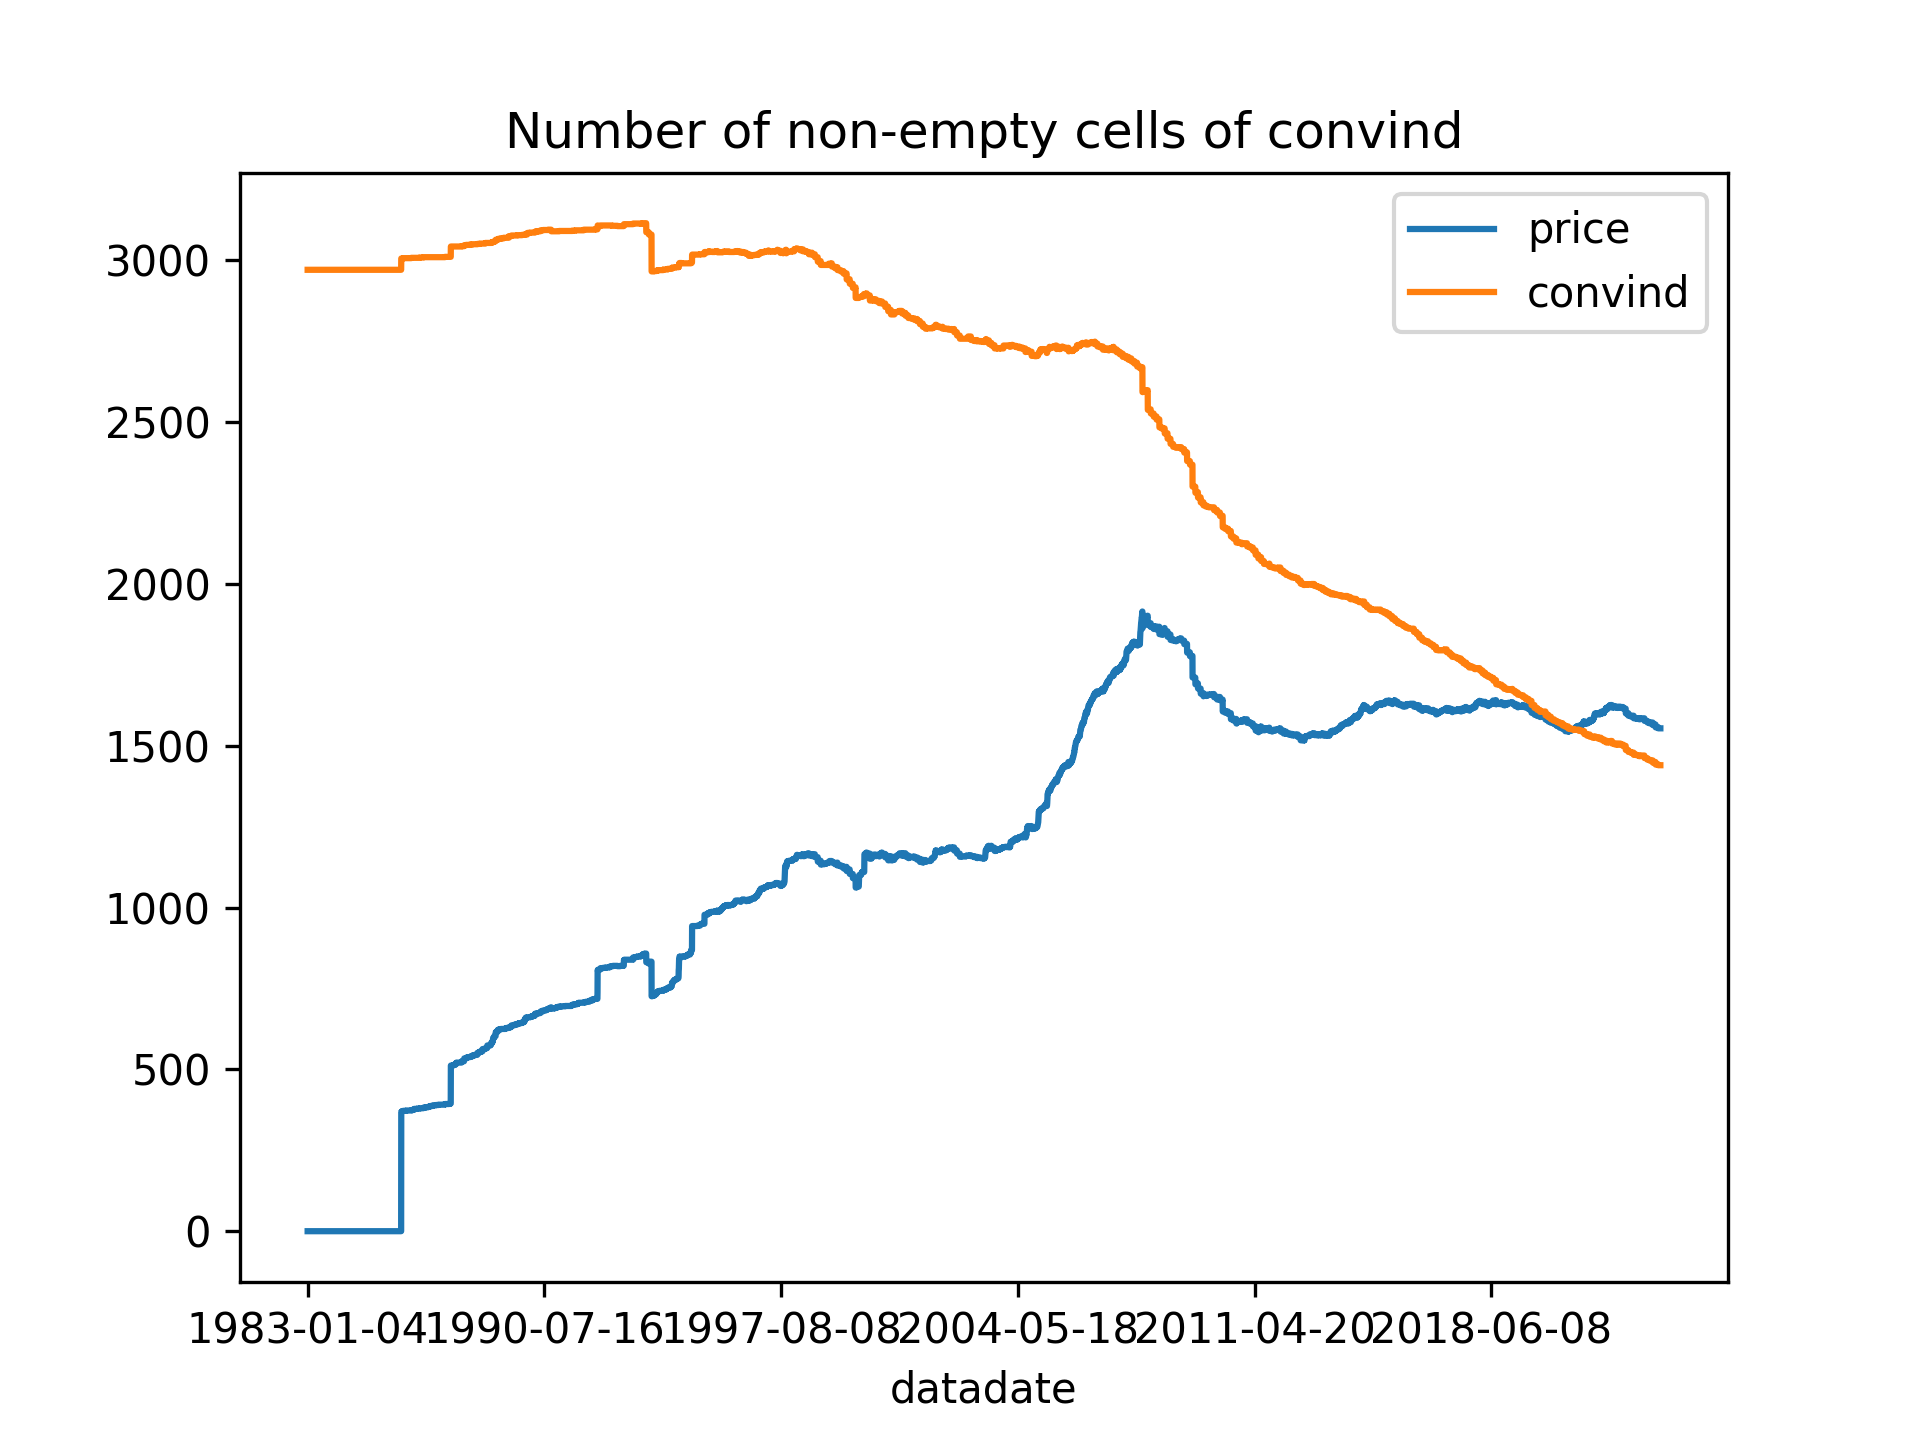 Number of non-empty cells of convind
price
convind
3000
2500
2000
1500
1000
500
0
1983-01-04 1990-07-16 1997-08-08 2004-05-18 2011-04-20 2018-06-08
datadate